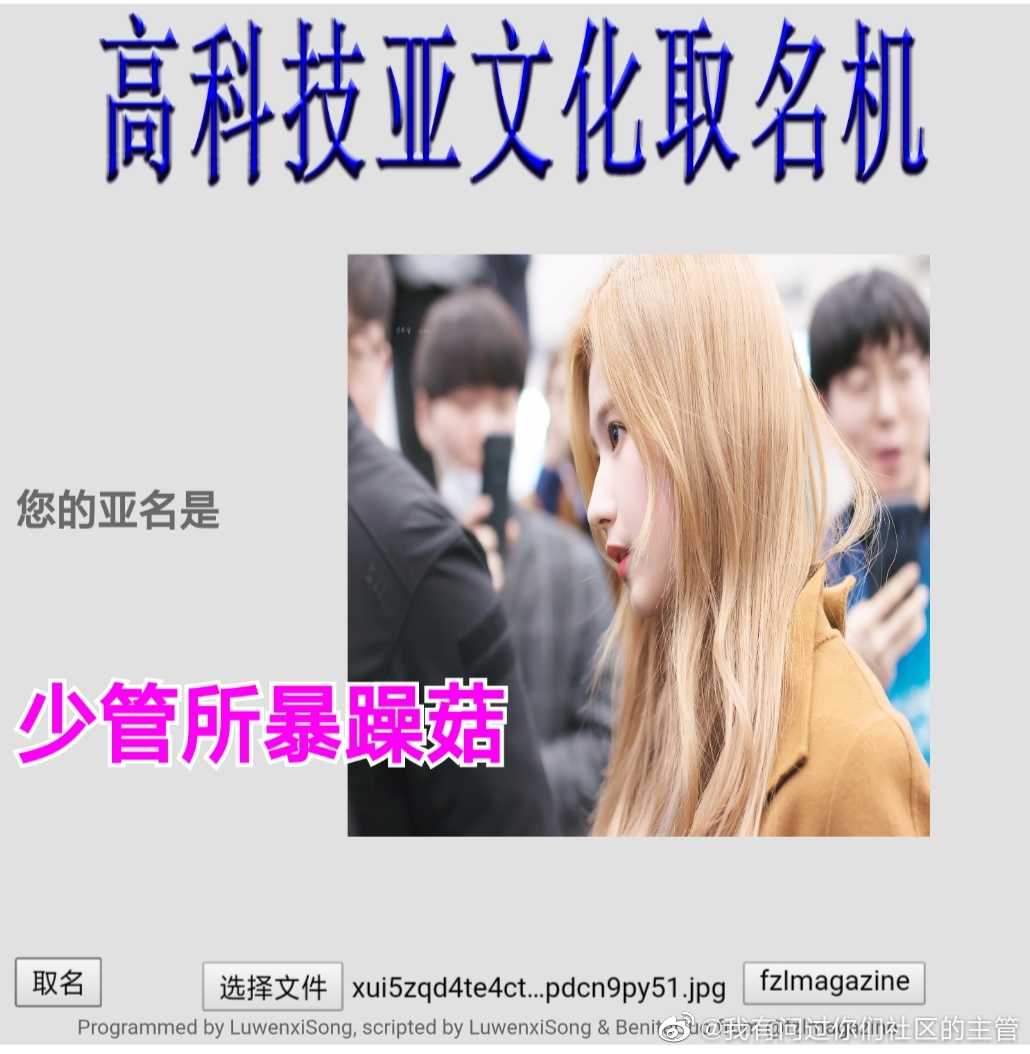 高科技亚文化取名机
您的亚名是
少管所暴躁菇
取名
选择文件
xui5zqd4te4ct...pdcn9py51.jpg
fzlmagazine
Programmed by LuwenxiSong, scripted by LuwenxiSong &
@我有问过你们社区的主管